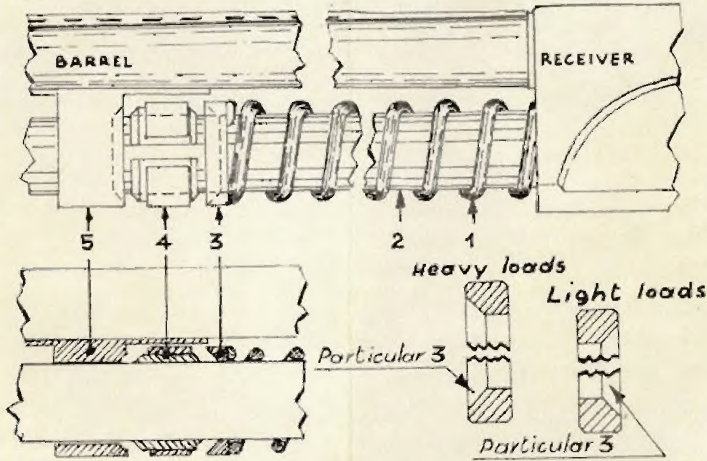 BARREL
RECEIVER
5 4 3 2 1
Heavy loads
Light loads
Particular 3
Particular 3